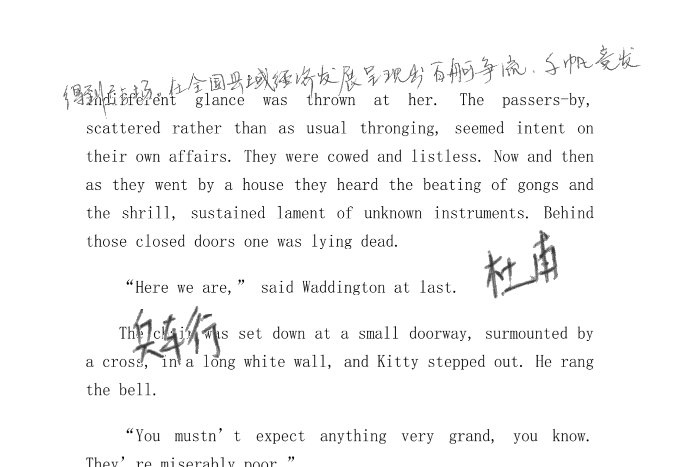 得到市场。在全国县域经济发展呈现出百舸争流、千帆竞发
indifferent glance was thrown at her. The passers-by,
scattered rather than as usual thronging, seemed intent on
their own affairs. They were cowed and listless. Now and then
as they went by a house they heard the beating of gongs and
the shrill, sustained lament of unknown instruments. Behind
those closed doors one was lying dead.
杜甫
“Here we are,” said Waddington at last.
兵车行
The chair was set down at a small doorway, surmounted by
a cross, in a long white wall, and Kitty stepped out. He rang
the bell.
“You mustn’t expect anything very grand, you know.
They’re miserably poor.”